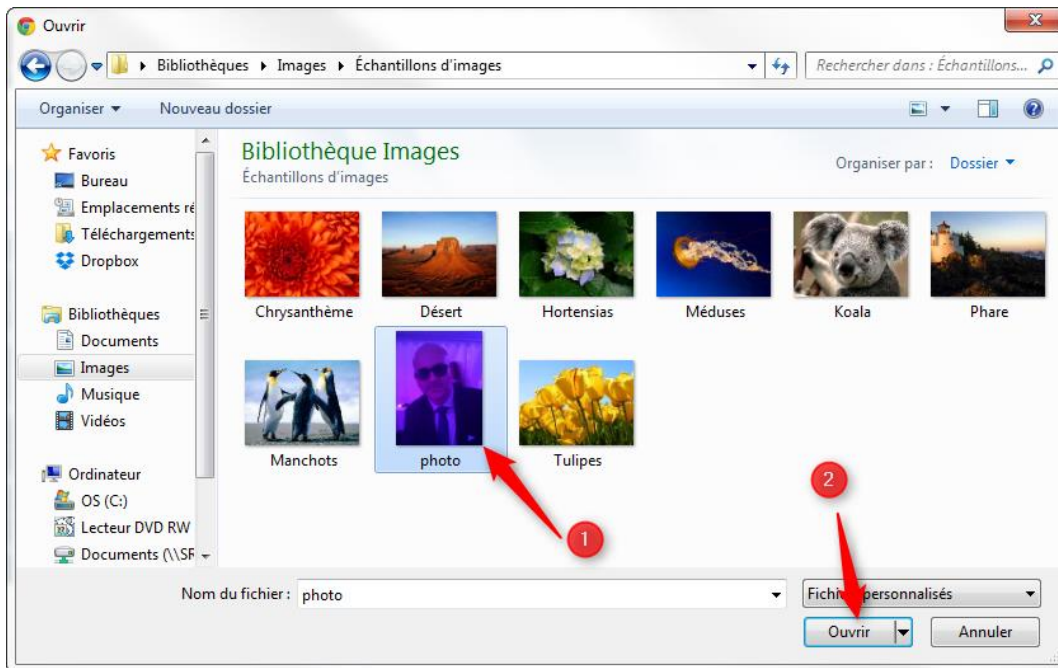 Ouvrir
Bibliothèques Images Échantillons d'images
Rechercher dans : Échantillons...
Organiser Nouveau dossier
Favoris
Bureau
Emplacements ré
Téléchargements
Dropbox
Bibliothèques
Documents
Images
Musique
Vidéos
Ordinateur
OS (C:)
Lecteur DVD RW
Documents (\\SR
Bibliothèque Images
Échantillons d'images
Organiser par : Dossier
Chrysanthème Désert Hortensias Méduses Koala Phare
Manchots photo Tulipes
1
2
Nom du fichier : photo
personnalisés
Ouvrir Annuler